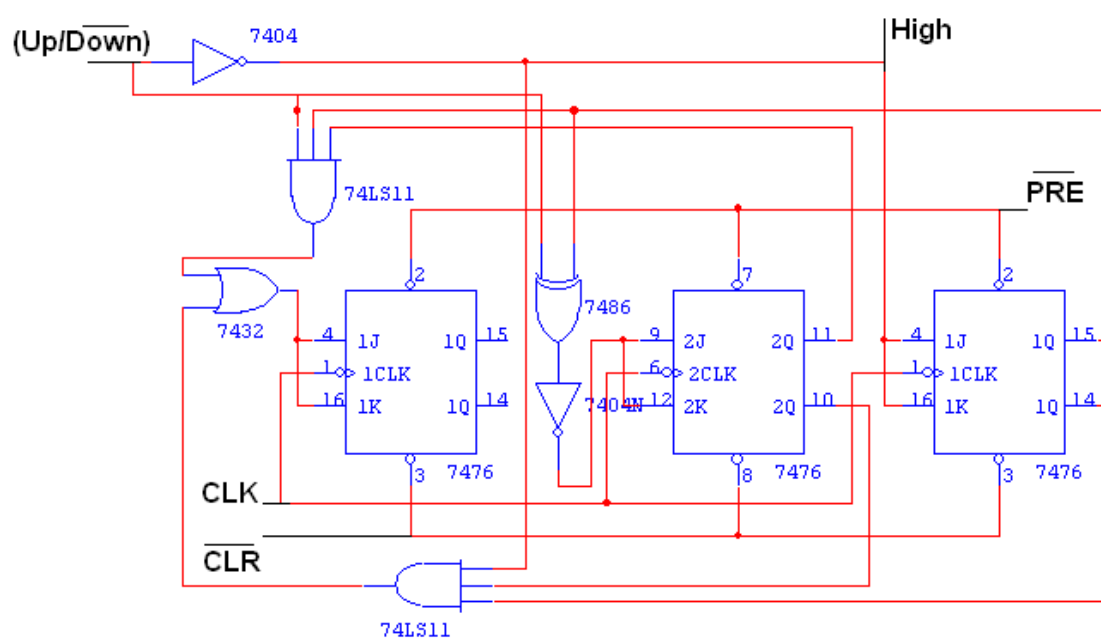 (Up/Down)
7404
High
74LS11
PRE
7432
7486
7404N
2
4 1J 1Q 15
1 1CLK
16 1K 1Q 14
3 7476
7
9 2J 2Q 11
6 2CLK
12 2K 2Q 10
8 7476
2
4 1J 1Q 15
1 1CLK
16 1K 1Q 14
3 7476
CLK
CLR
74LS11